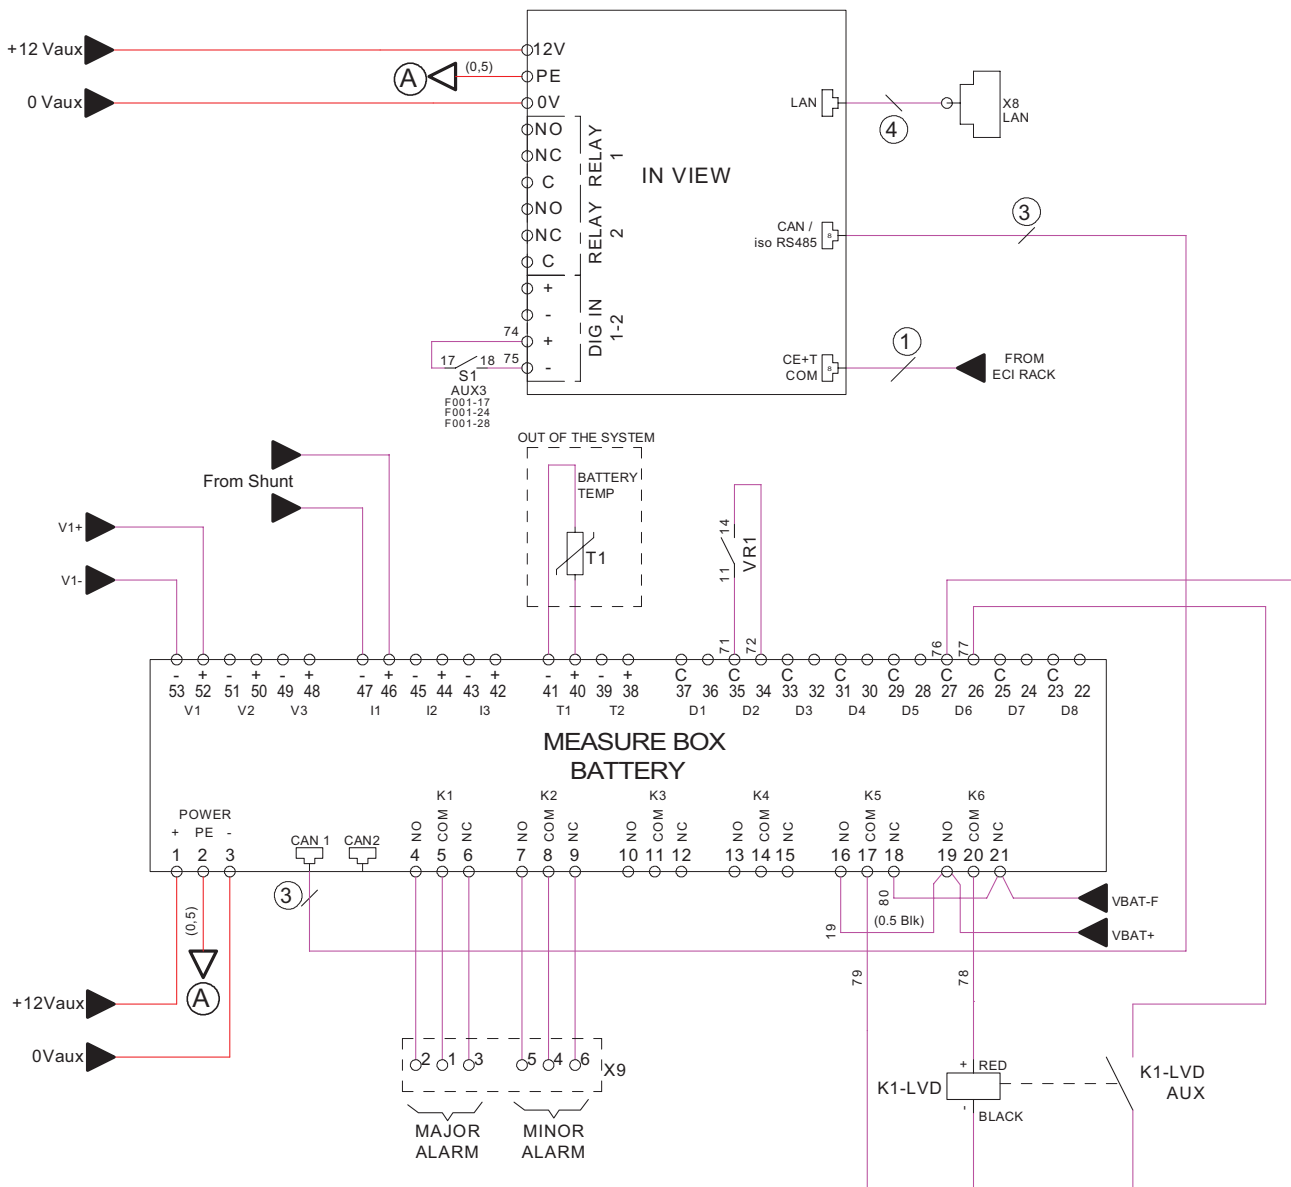 +12 Vaux
12V
A
(0,5)
PE
0 Vaux
0V
LAN
X8
LAN
4
NO
NC
C
RELAY
1
IN VIEW
NO
NC
C
RELAY
2
3
CAN /
iso RS485
8
+
-
+
-
DIG IN
1-2
74
75
17
18
S1
AUX3
F001-17
F001-24
F001-28
1
CE+T
COM
8
FROM
ECI RACK
OUT OF THE SYSTEM
BATTERY
TEMP
T1
From Shunt
V1+
V1-
14
11
VR1
71
72
76
77
- + - + - + - + - + - + - + - + C C C C C C C C
53 52 51 50 49 48 47 46 45 44 43 42 41 40 39 38 37 36 35 34 33 32 31 30 29 28 27 26 25 24 23 22
V1 V2 V3 I1 I2 I3 T1 T2 D1 D2 D3 D4 D5 D6 D7 D8
MEASURE BOX
BATTERY
POWER
+ PE -
1 2 3
CAN 1
CAN2
K1 K2 K3 K4 K5 K6
NO COM NC NO COM NC NO COM NC NO COM NC NO COM NC NO COM NC
4 5 6 7 8 9 10 11 12 13 14 15 16 17 18 19 20 21
3
(0,5)
A
19
80
(0.5 Blk)
VBAT-F
VBAT+
79
78
+12Vaux
0Vaux
2 1 3 5 4 6
X9
MAJOR
ALARM
MINOR
ALARM
+ RED
K1-LVD
- BLACK
K1-LVD
AUX